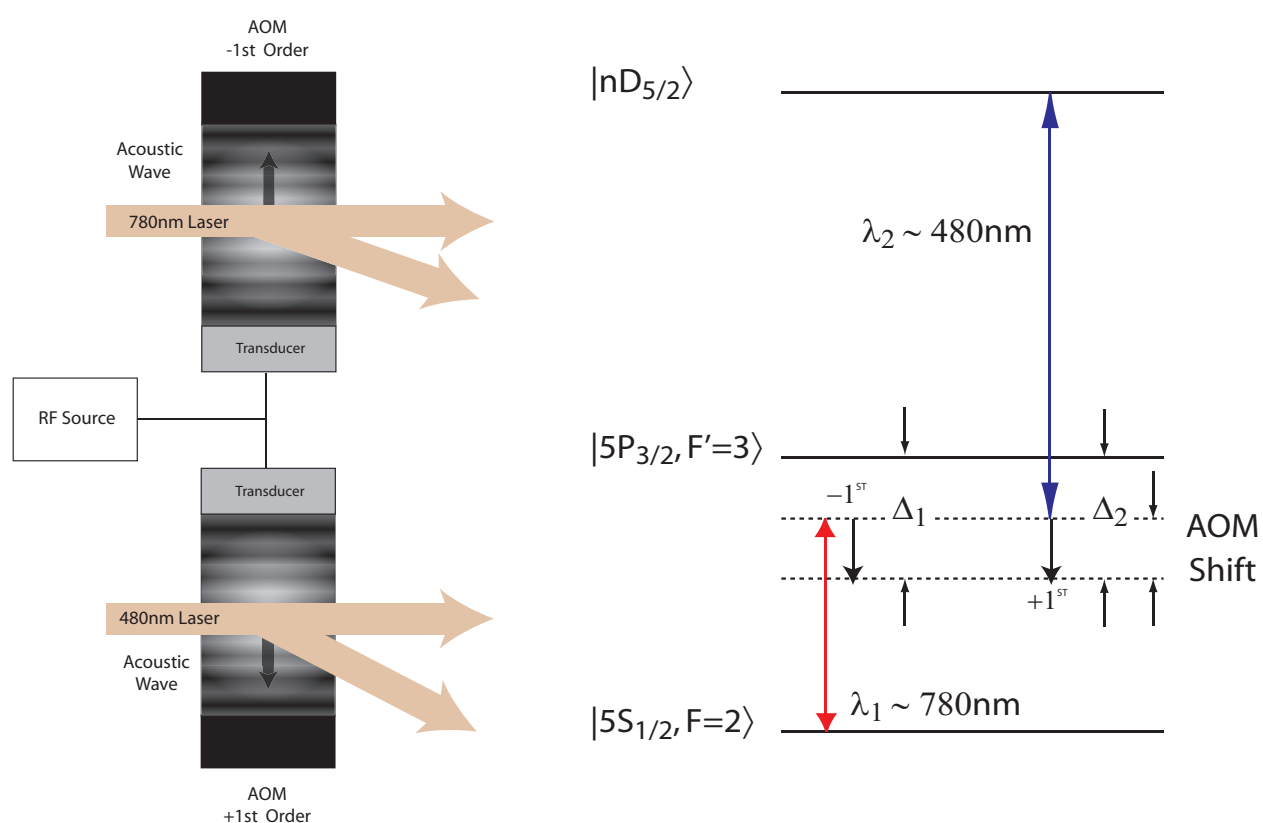 AOM
-1st Order
Acoustic
Wave
780nm Laser
Transducer
RF Source
Transducer
480nm Laser
Acoustic
Wave
AOM
+1st Order
|nD₅/₂⟩
λ₂ ~ 480nm
|5P₃/₂, F'=3⟩
−1ˢᵀ
Δ₁
Δ₂
AOM
Shift
+1ˢᵀ
λ₁ ~ 780nm
|5S₁/₂, F=2⟩